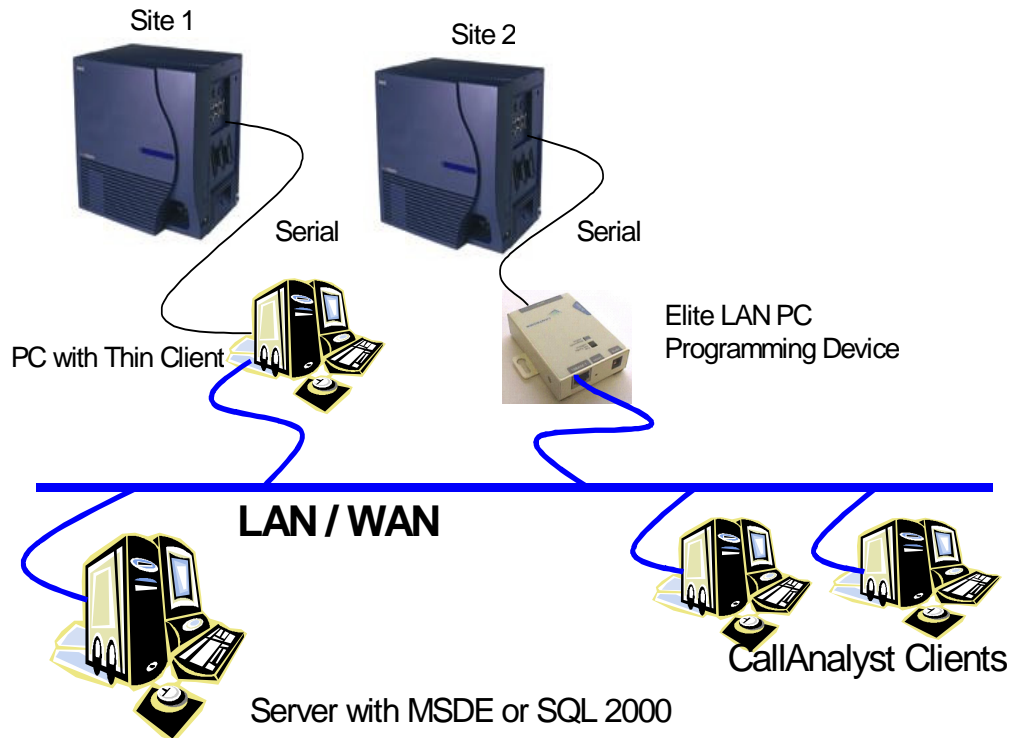 Site 1
Site 2
Serial
Serial
PC with Thin Client
Elite LAN PC
Programming Device
LAN / WAN
CallAnalyst Clients
Server with MSDE or SQL 2000